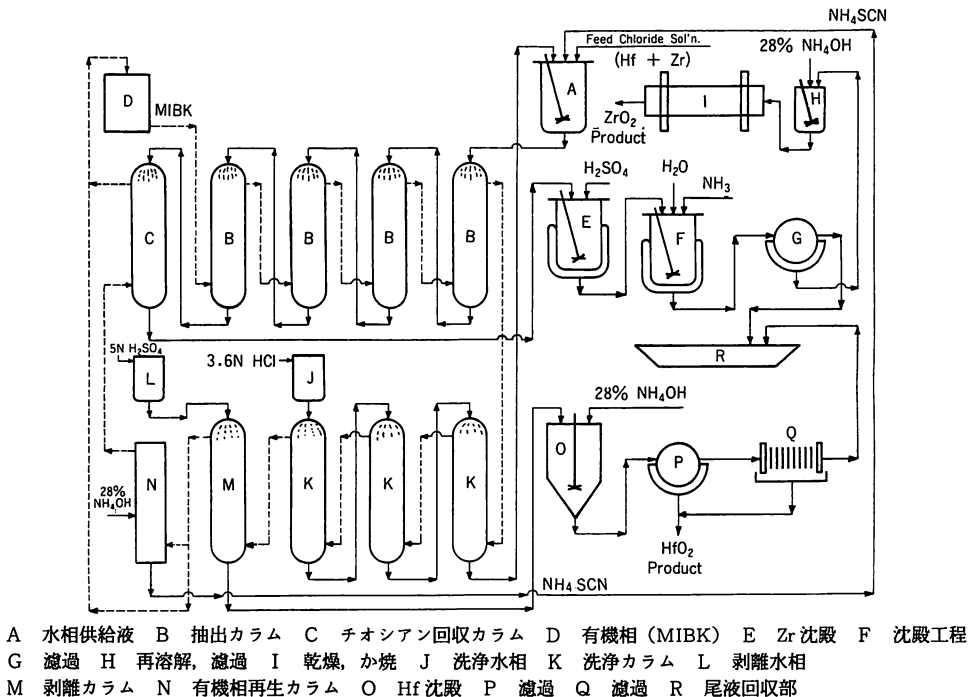 NH₄SCN
Feed Chloride Sol'n.
(Hf + Zr)
28% NH₄OH
A
D
MIBK
I
H
ZrO₂
Product
H₂SO₄
H₂O
NH₃
C
B
B
B
B
E
F
G
R
5N H₂SO₄
L
3.6N HCl
J
28% NH₄OH
O
P
Q
N
M
K
K
K
28%
NH₄OH
HfO₂
Product
NH₄SCN
A 水相供給液 B 抽出カラム C チオシアン回収カラム D 有機相（MIBK） E Zr沈殿 F 沈殿工程
G 濾過 H 再溶解，濾過 I 乾燥，か焼 J 洗浄水相 K 洗浄カラム L 剥離水相
M 剥離カラム N 有機相再生カラム O Hf沈殿 P 濾過 Q 濾過 R 尾液回収部